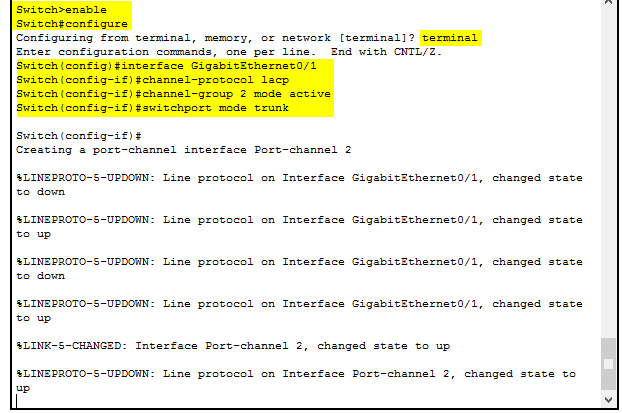 Switch>enable
Switch#configure
Configuring from terminal, memory, or network [terminal]? terminal
Enter configuration commands, one per line.  End with CNTL/Z.
Switch(config)#interface GigabitEthernet0/1
Switch(config-if)#channel-protocol lacp
Switch(config-if)#channel-group 2 mode active
Switch(config-if)#switchport mode trunk
Switch(config-if)#
Creating a port-channel interface Port-channel 2
%LINEPROTO-5-UPDOWN: Line protocol on Interface GigabitEthernet0/1, changed state
to down
%LINEPROTO-5-UPDOWN: Line protocol on Interface GigabitEthernet0/1, changed state
to up
%LINEPROTO-5-UPDOWN: Line protocol on Interface GigabitEthernet0/1, changed state
to down
%LINEPROTO-5-UPDOWN: Line protocol on Interface GigabitEthernet0/1, changed state
to up
%LINK-5-CHANGED: Interface Port-channel 2, changed state to up
%LINEPROTO-5-UPDOWN: Line protocol on Interface Port-channel 2, changed state to
up